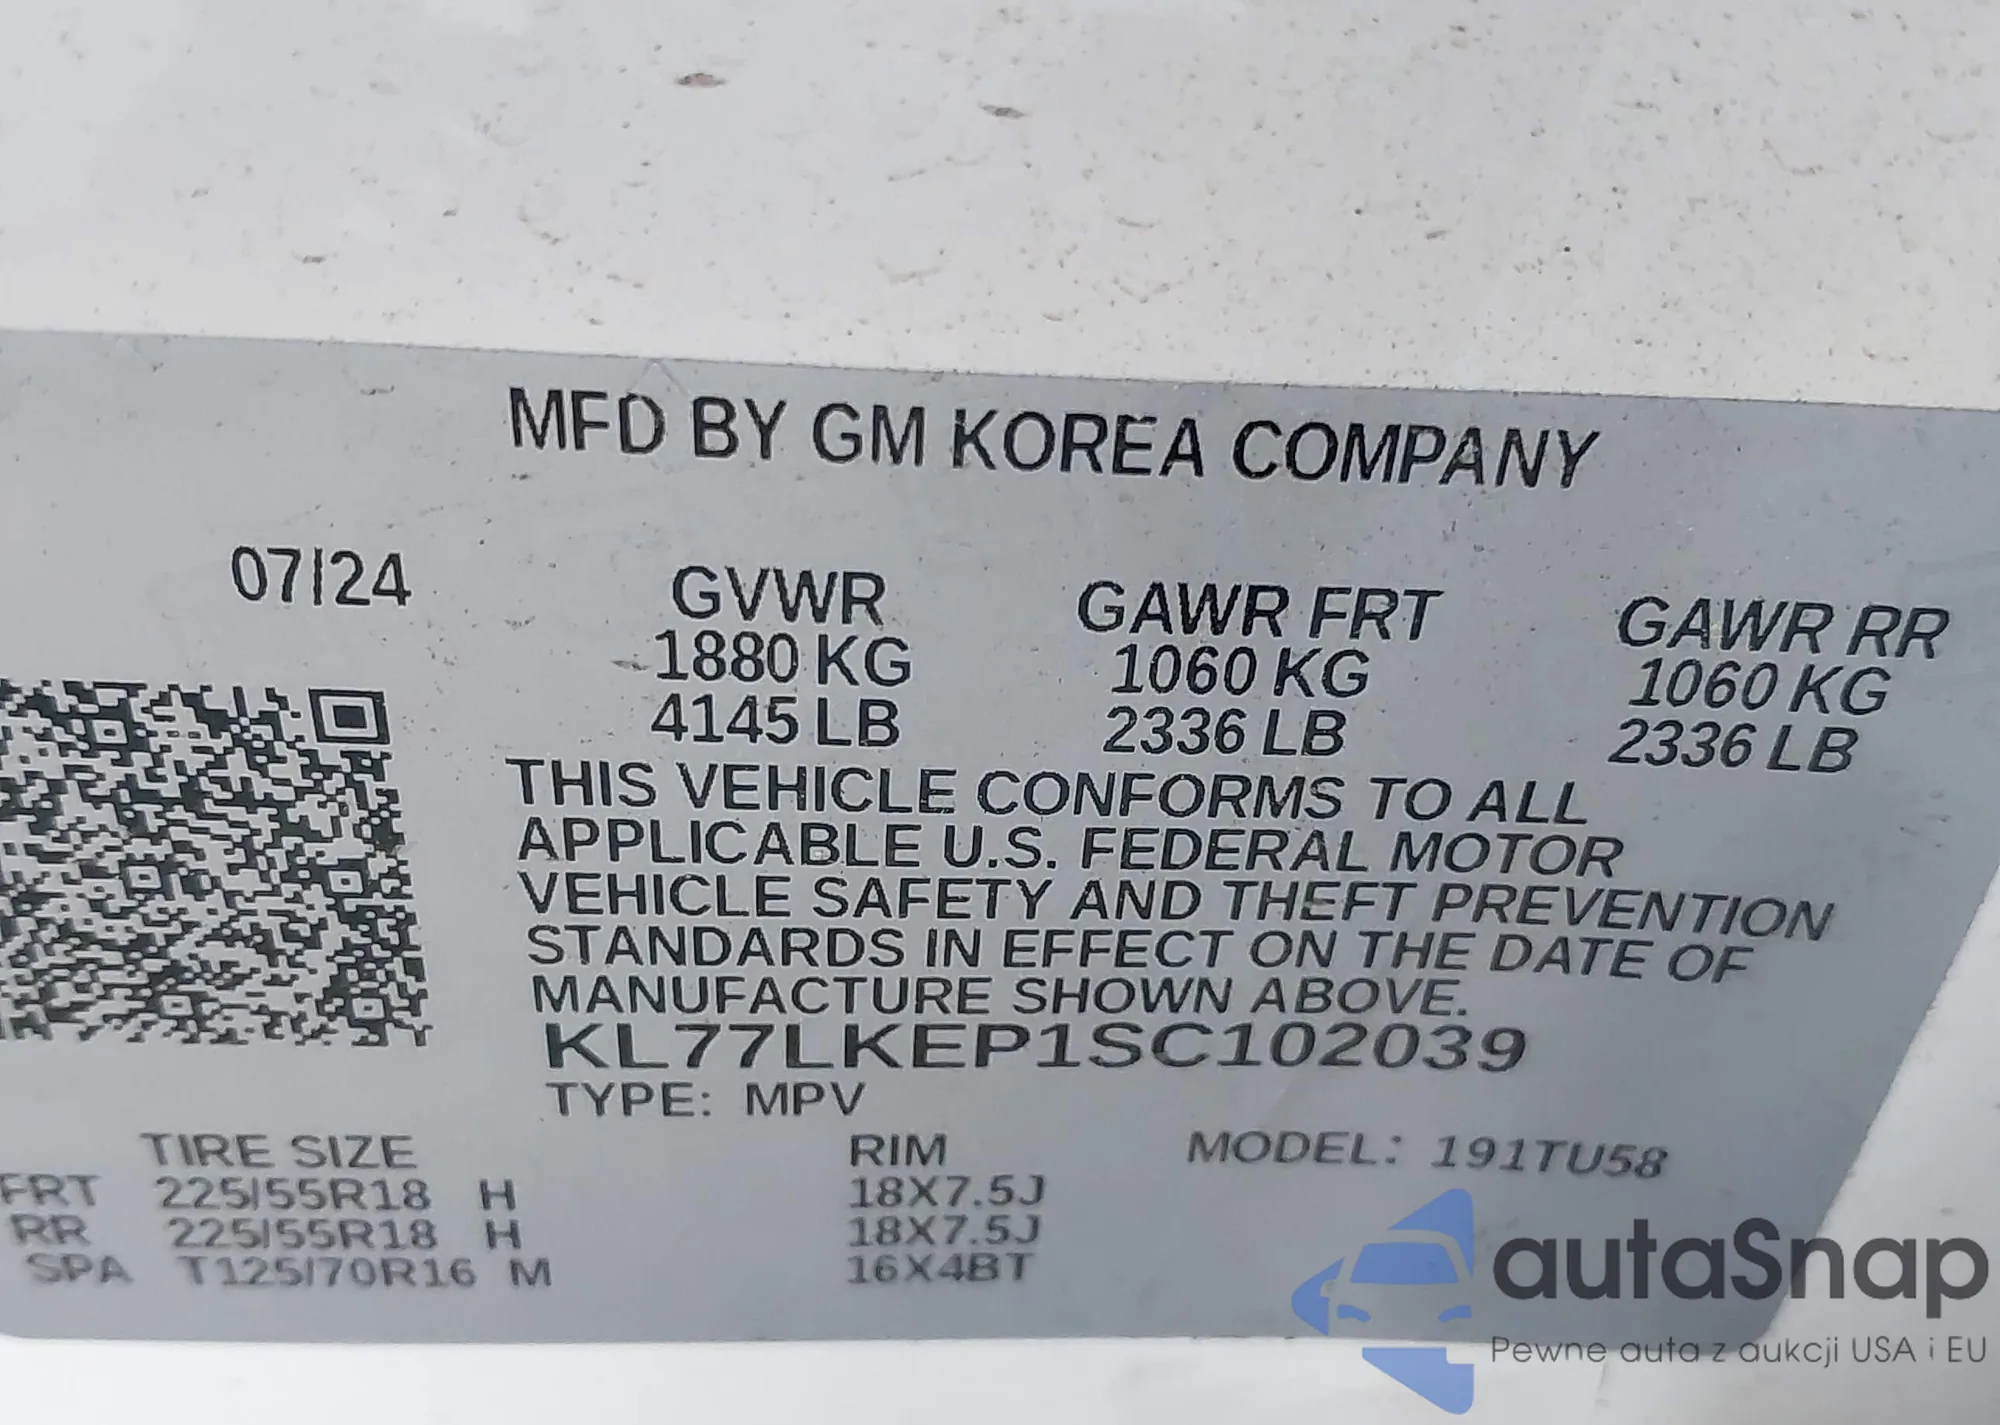 MFD BY GM KOREA COMPANY
07/24
GVWR GAWR FRT GAWR RR
1880 KG 1060 KG 1060 KG
4145 LB 2336 LB 2336 LB
THIS VEHICLE CONFORMS TO ALL
APPLICABLE U.S. FEDERAL MOTOR
VEHICLE SAFETY AND THEFT PREVENTION
STANDARDS IN EFFECT ON THE DATE OF
MANUFACTURE SHOWN ABOVE.
KL77LKEP1SC102039
TYPE: MPV
TIRE SIZE RIM MODEL: 191TU58
FRT 225/55R18 H 18X7.5J
RR 225/55R18 H 18X7.5J
SPA T125/70R16 M 16X4BT
autaSnap
Pewne auta z aukcji USA i EU